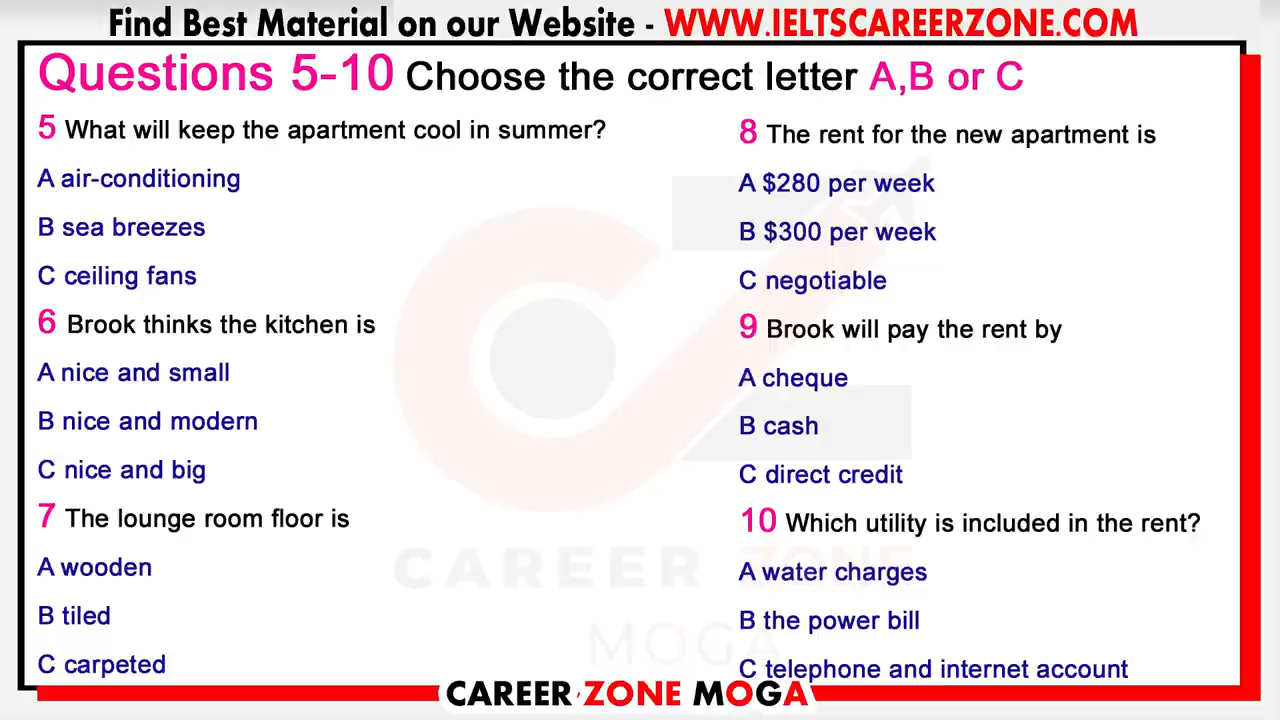 Find Best Material on our Website - WWW.IELTSCAREERZONE.COM
Questions 5-10 Choose the correct letter A,B or C
5 What will keep the apartment cool in summer?
A air-conditioning
B sea breezes
C ceiling fans
6 Brook thinks the kitchen is
A nice and small
B nice and modern
C nice and big
7 The lounge room floor is
A wooden
B tiled
C carpeted
8 The rent for the new apartment is
A $280 per week
B $300 per week
C negotiable
9 Brook will pay the rent by
A cheque
B cash
C direct credit
10 Which utility is included in the rent?
A water charges
B the power bill
C telephone and internet account
CAREER ZONE
MOGA
CAREER ZONE MOGA